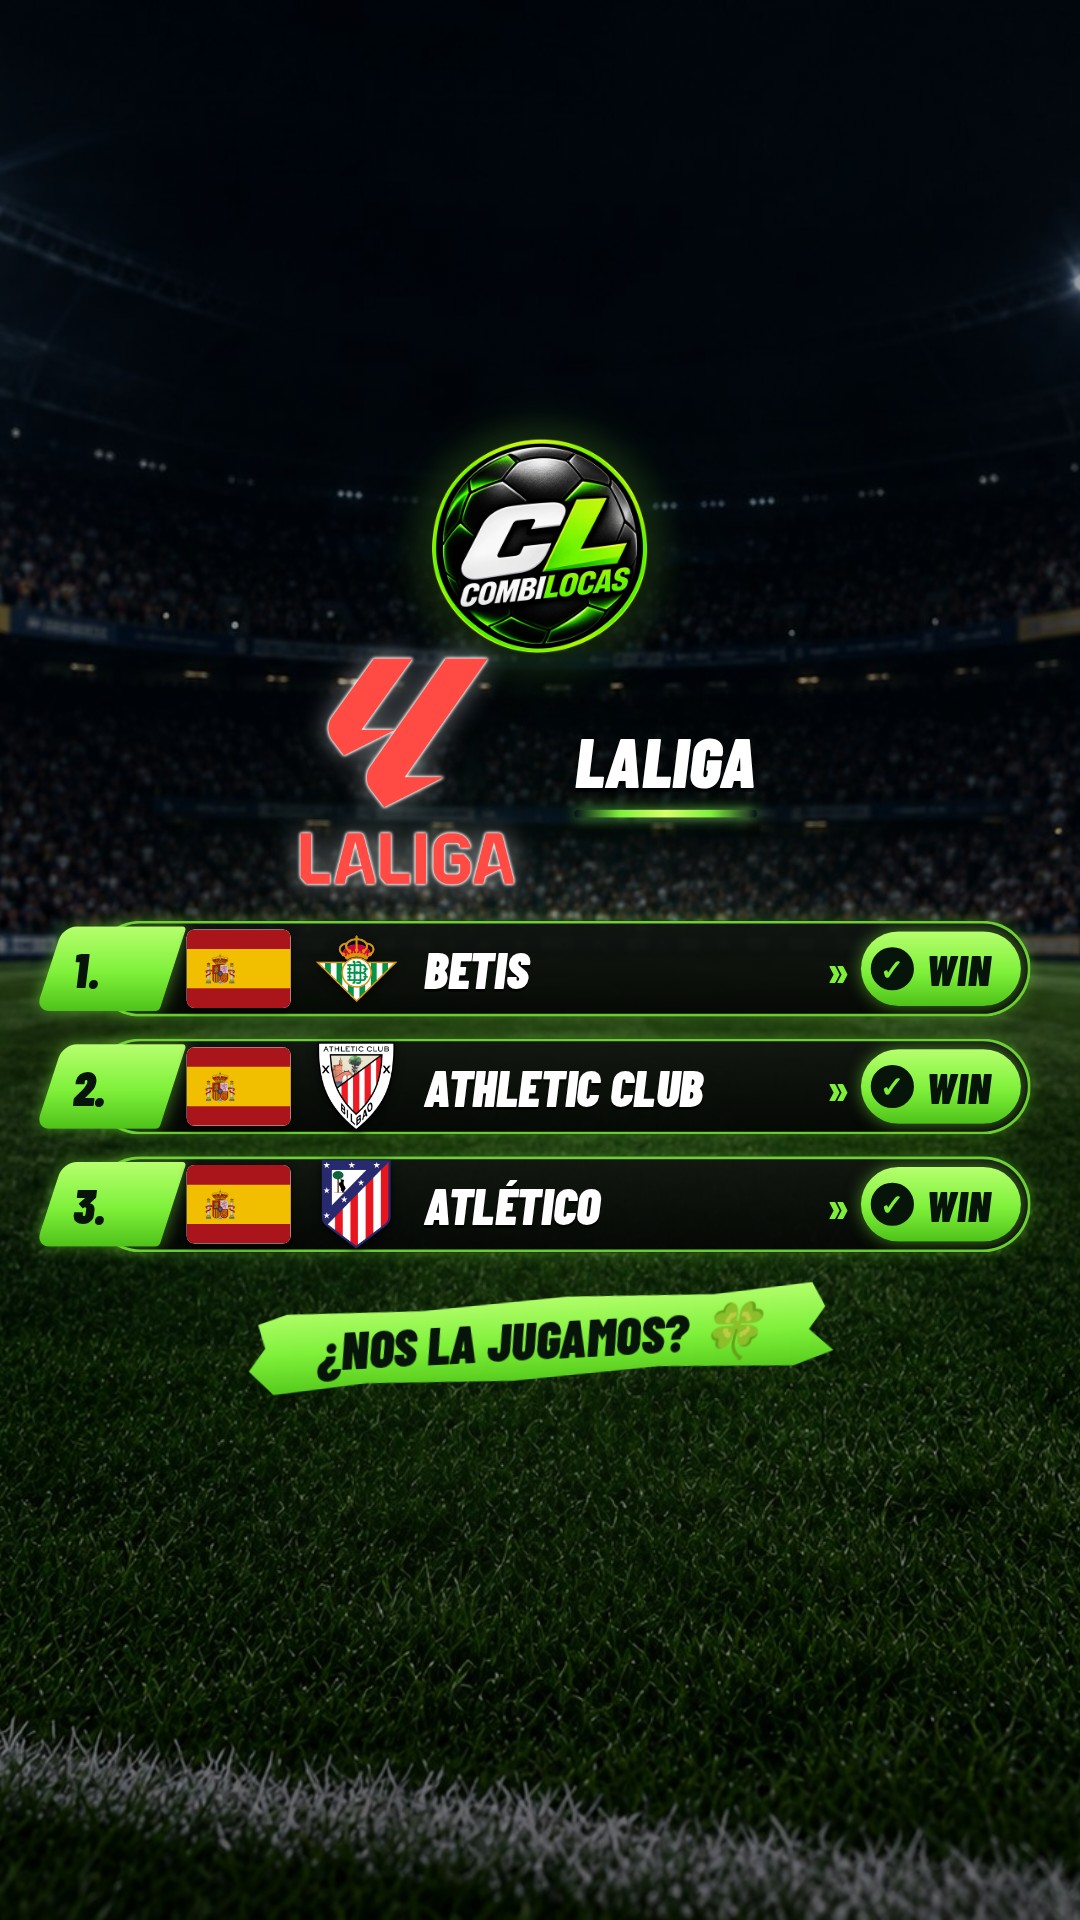 CL
COMBILOCAS
LALIGA
LALIGA
1. BETIS » ✓ WIN
2. ATHLETIC CLUB BILBAO ATHLETIC CLUB » ✓ WIN
3. ATLÉTICO » ✓ WIN
¿NOS LA JUGAMOS? 🍀